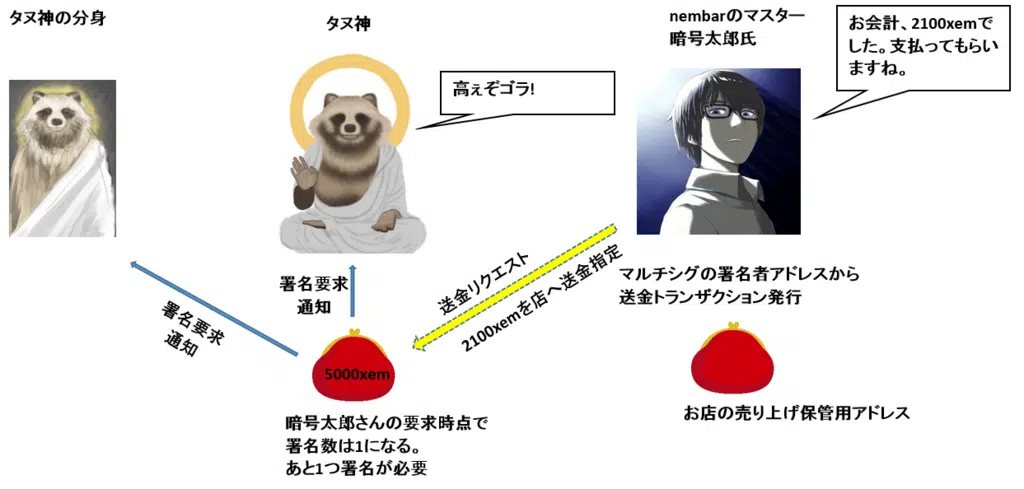 タヌ神の分身
タヌ神
nembarのマスター
暗号太郎氏
お会計、2100xemで
した。支払ってもらい
ますね。
高ぇぞゴラ!
署名要求
通知
署名要求
通知
送金リクエスト
2100xemを店へ送金指定
マルチシグの署名者アドレスから
送金トランザクション発行
5000xem
暗号太郎さんの要求時点で
署名数は1になる。
あと1つ署名が必要
お店の売り上げ保管用アドレス